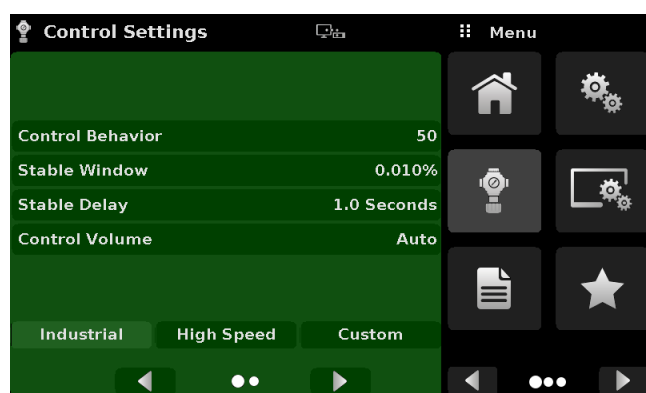 Control Settings
Menu
Control Behavior 50
Stable Window 0.010%
Stable Delay 1.0 Seconds
Control Volume Auto
Industrial High Speed Custom